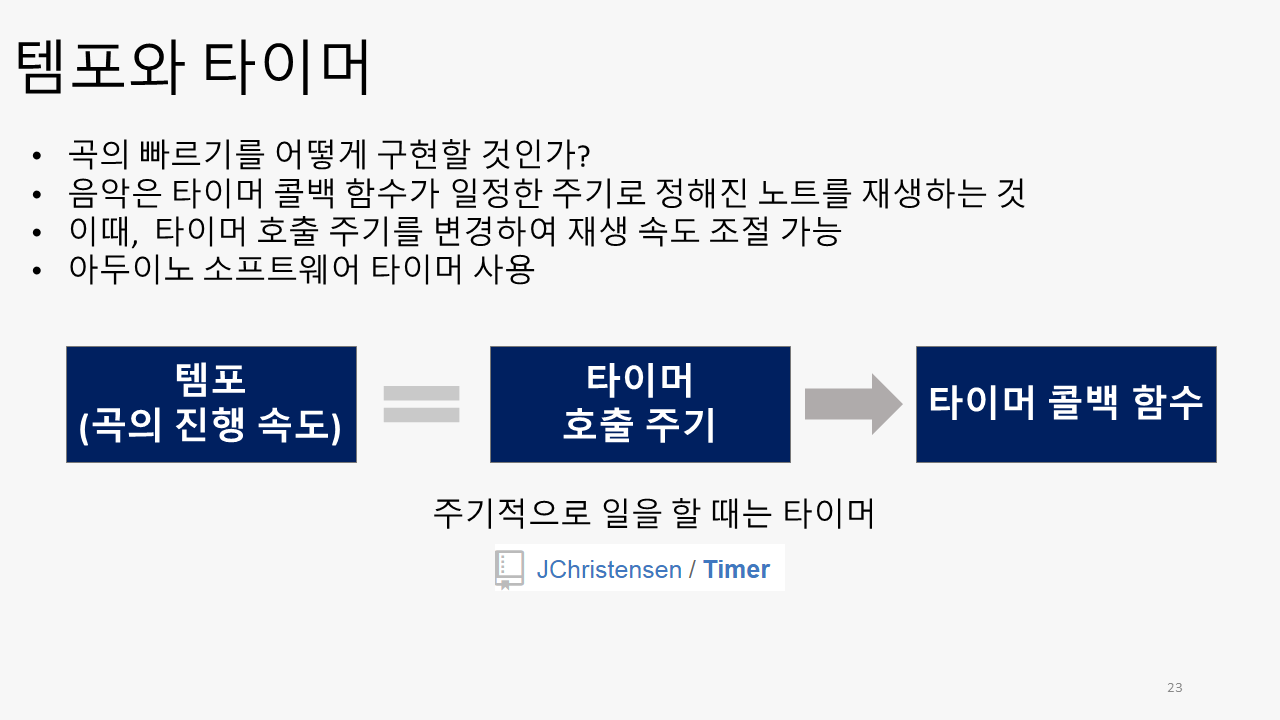 템포와 타이머
• 곡의 빠르기를 어떻게 구현할 것인가?
• 음악은 타이머 콜백 함수가 일정한 주기로 정해진 노트를 재생하는 것
• 이때, 타이머 호출 주기를 변경하여 재생 속도 조절 가능
• 아두이노 소프트웨어 타이머 사용
템포
(곡의 진행 속도)
타이머
호출 주기
타이머 콜백 함수
주기적으로 일을 할 때는 타이머
JChristensen / Timer
23